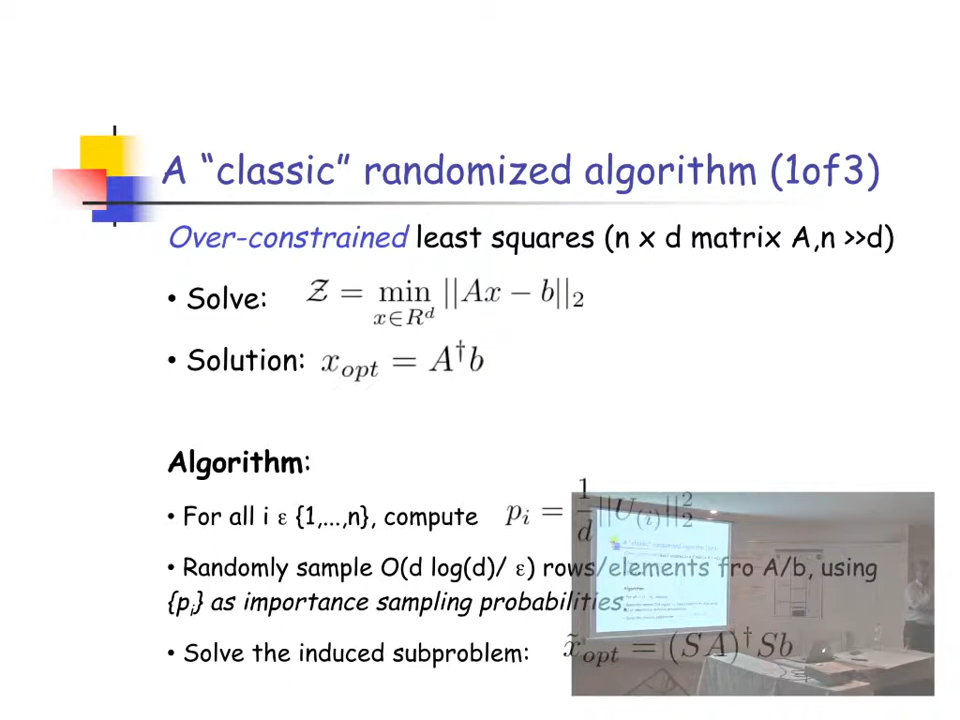 A “classic” randomized algorithm (1of3)
Over-constrained least squares (n x d matrix A,n >>d)
• Solve: Z = min x∈R^d ||Ax − b||_2
• Solution: x_opt = A^† b
Algorithm:
• For all i ε {1,...,n}, compute p_i = 1/d ||U_(i)||_2^2
• Randomly sample O(d log(d)/ ε) rows/elements fro A/b, using
{p_i} as importance sampling probabilities.
• Solve the induced subproblem: x̃_opt = (SA)^† Sb